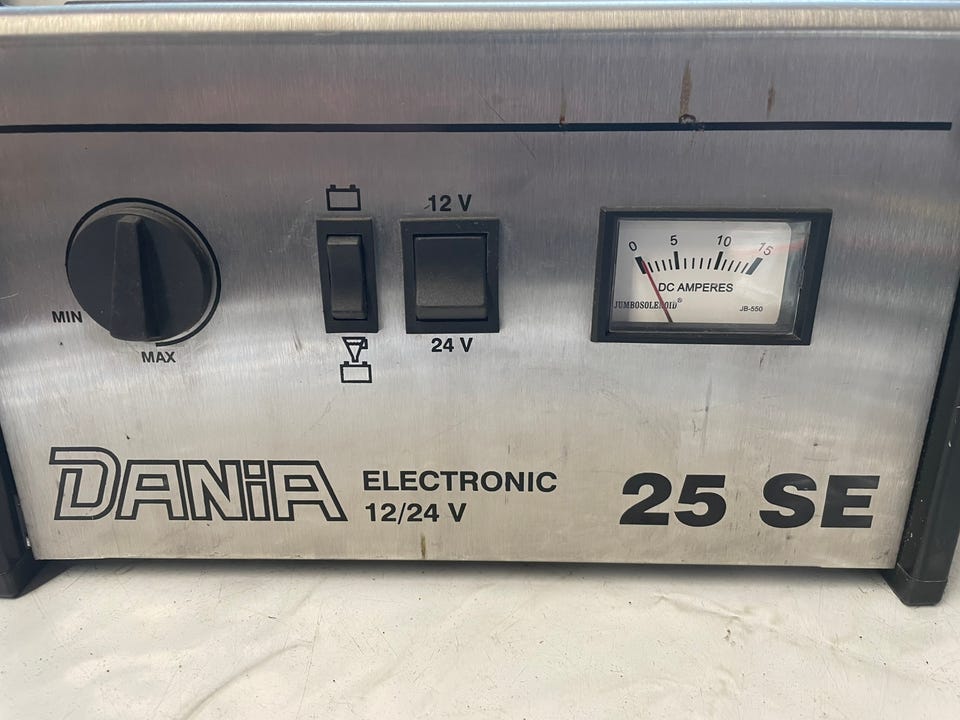 12 V
0 5 10 15
DC AMPERES
JUMBOSOLENOID®
JB-550
MIN
MAX
24 V
DANiA
ELECTRONIC
12/24 V
25 SE